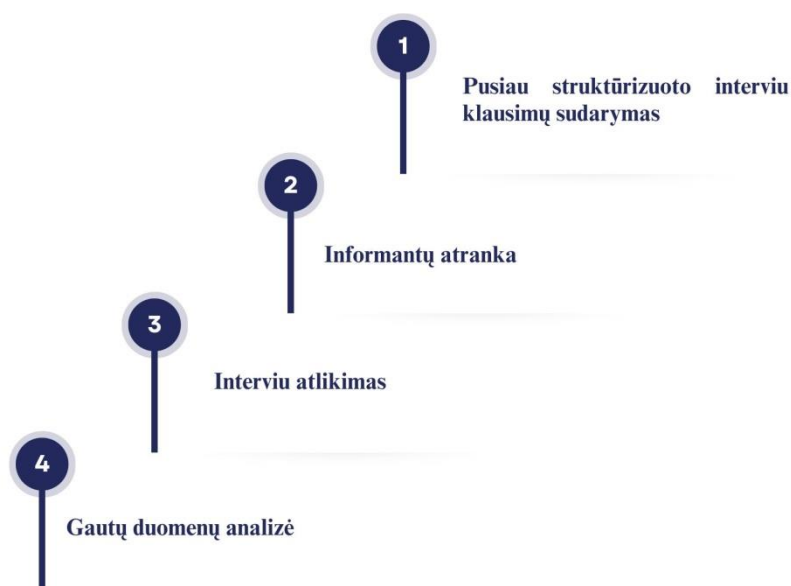 1
Pusiau struktūrizuoto interviu
klausimų sudarymas
2
Informantų atranka
3
Interviu atlikimas
4
Gautų duomenų analizė